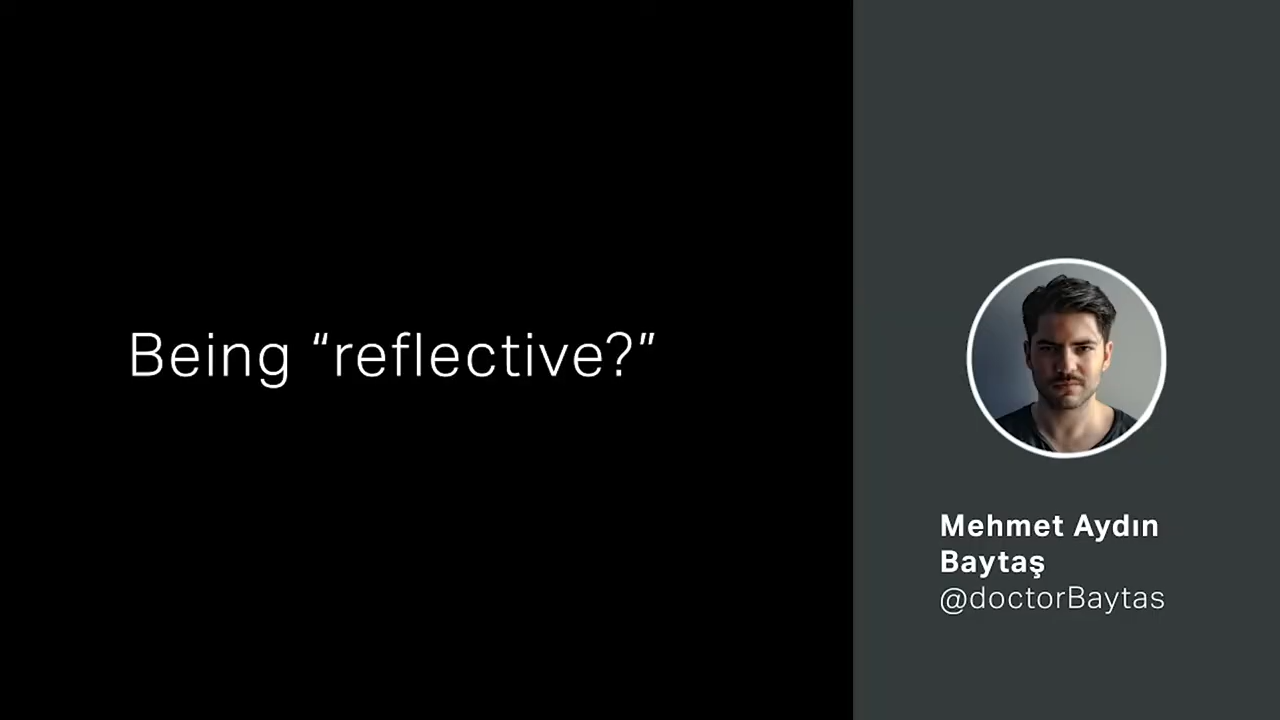 Being “reflective?”
Mehmet Aydın
Baytaş
@doctorBaytas